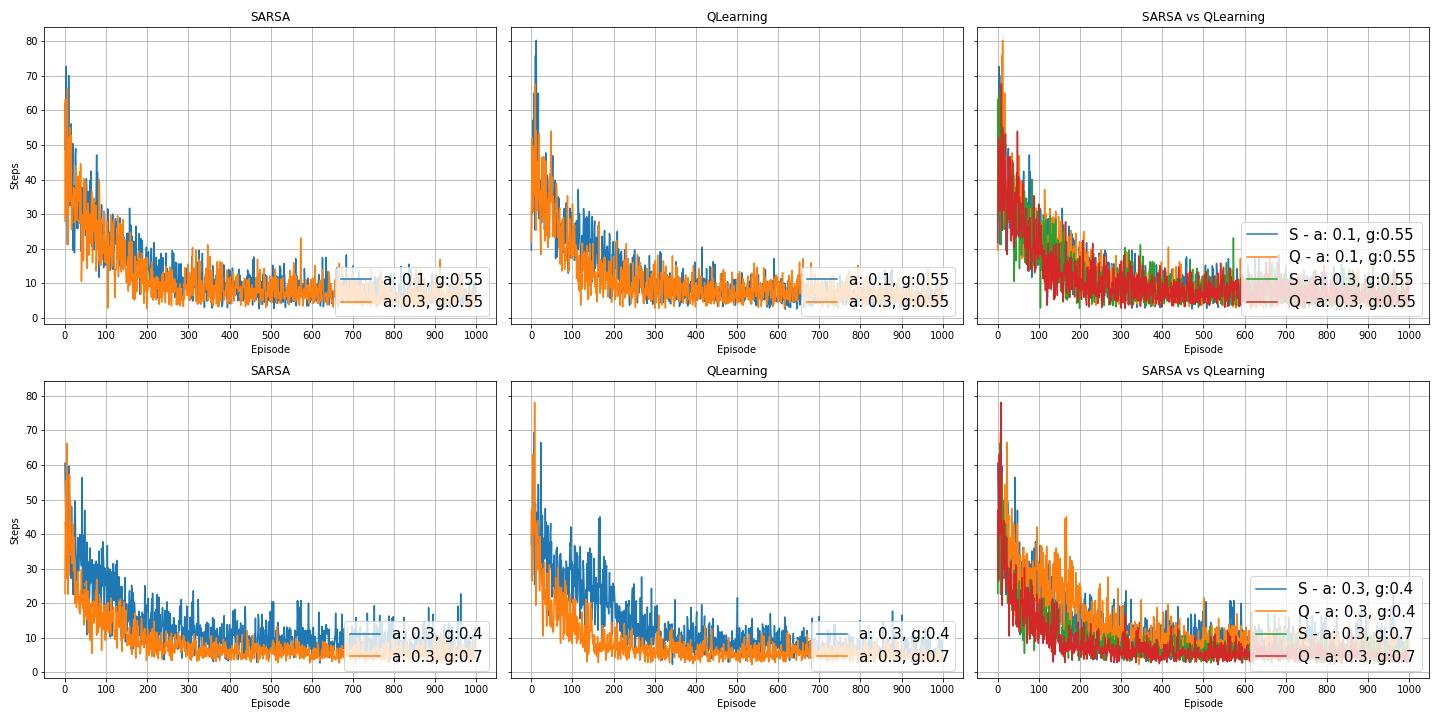 SARSA
QLearning
SARSA vs QLearning
Steps
80
70
60
50
40
30
20
10
0
a: 0.1, g:0.55
a: 0.3, g:0.55
a: 0.1, g:0.55
a: 0.3, g:0.55
S - a: 0.1, g:0.55
Q - a: 0.1, g:0.55
S - a: 0.3, g:0.55
Q - a: 0.3, g:0.55
0 100 200 300 400 500 600 700 800 900 1000
0 100 200 300 400 500 600 700 800 900 1000
0 100 200 300 400 500 600 700 800 900 1000
Episode
Episode
Episode
SARSA
QLearning
SARSA vs QLearning
Steps
80
70
60
50
40
30
20
10
0
a: 0.3, g:0.4
a: 0.3, g:0.7
a: 0.3, g:0.4
a: 0.3, g:0.7
S - a: 0.3, g:0.4
Q - a: 0.3, g:0.4
S - a: 0.3, g:0.7
Q - a: 0.3, g:0.7
0 100 200 300 400 500 600 700 800 900 1000
0 100 200 300 400 500 600 700 800 900 1000
0 100 200 300 400 500 600 700 800 900 1000
Episode
Episode
Episode